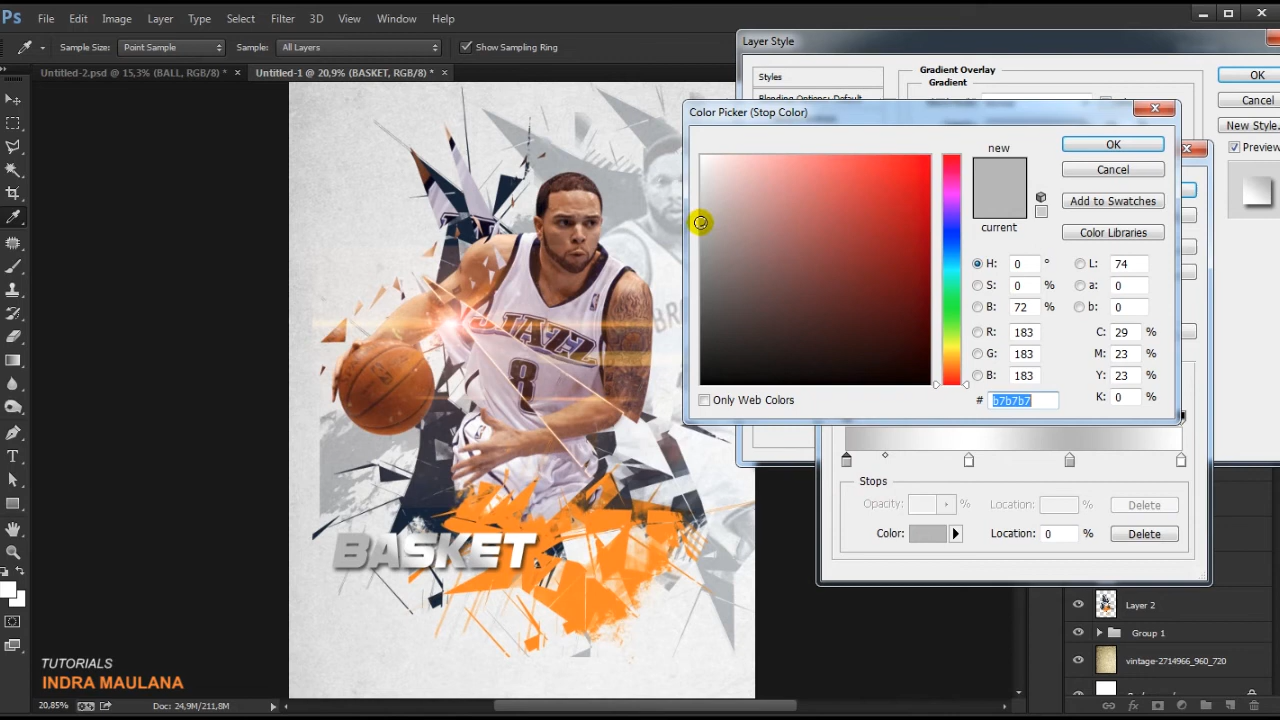 Ps File Edit Image Layer Type Select Filter 3D View Window Help
Sample Size: Point Sample Sample: All Layers Show Sampling Ring
Untitled-2.psd @ 15,3% (BALL, RGB/8) * × Untitled-1 @ 20,9% (BASKET, RGB/8) * ×
Layer Style
Styles
Blending Options: Default
Gradient Overlay
Gradient
OK
Cancel
New Style...
Preview
Color Picker (Stop Color)
new
current
OK
Cancel
Add to Swatches
Color Libraries
H: 0 °
S: 0 %
B: 72 %
R: 183
G: 183
B: 183
L: 74
a: 0
b: 0
C: 29 %
M: 23 %
Y: 23 %
K: 0 %
# b7b7b7
Only Web Colors
Stops
Opacity: % Location: % Delete
Color: Location: 0 % Delete
JAZZ
8
BASKET
Layer 2
Group 1
vintage-2714966_960_720
TUTORIALS
INDRA MAULANA
20,85% Doc: 24,9M/211,8M